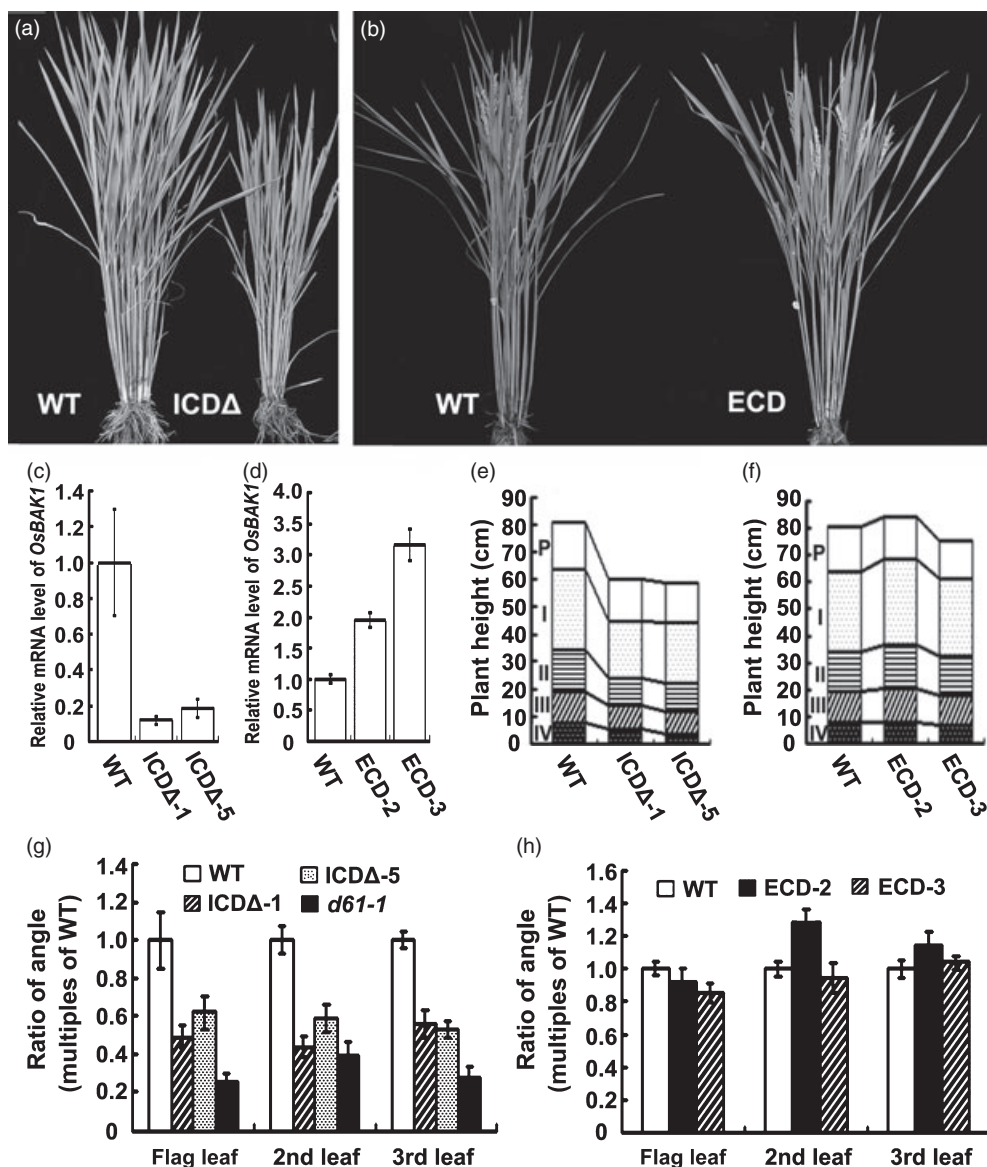 (a)
(b)
WT
ICDΔ
WT
ECD
(c)
Relative mRNA level of OsBAK1
1.4
1.2
1.0
0.8
0.6
0.4
0.2
0
WT
ICDΔ-1
ICDΔ-5
(d)
Relative mRNA level of OsBAK1
4.0
3.5
3.0
2.5
2.0
1.5
1.0
0.5
0
WT
ECD-2
ECD-3
(e)
Plant height (cm)
90
80
70
60
50
40
30
20
10
0
P
I
II
III
IV
WT
ICDΔ-1
ICDΔ-5
(f)
Plant height (cm)
90
80
70
60
50
40
30
20
10
0
P
I
II
III
IV
WT
ECD-2
ECD-3
(g)
Ratio of angle
(multiples of WT)
1.4
1.2
1.0
0.8
0.6
0.4
0.2
0
WT
ICDΔ-5
ICDΔ-1
d61-1
Flag leaf
2nd leaf
3rd leaf
(h)
Ratio of angle
(multiples of WT)
1.6
1.4
1.2
1.0
0.8
0.6
0.4
0.2
0
WT
ECD-2
ECD-3
Flag leaf
2nd leaf
3rd leaf